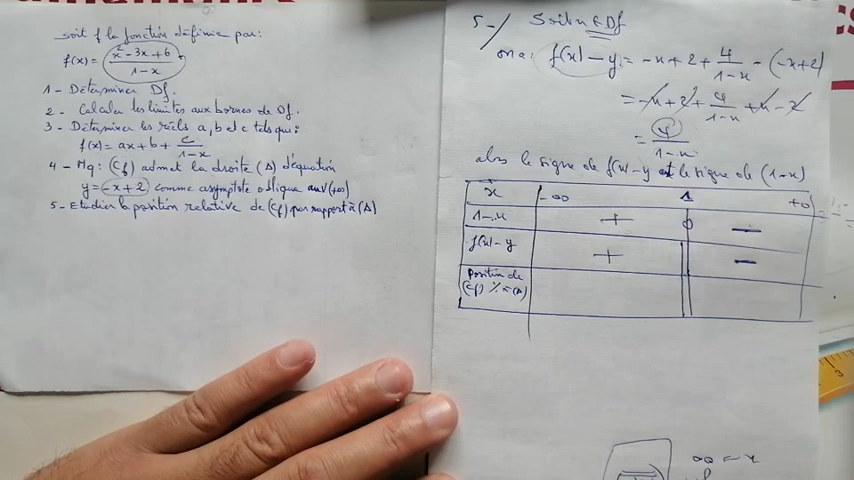 soit f la fonction définie par:
f(x) = x² - 3x + 6 / 1 - x
1 - Déterminer Df.
2 - Calculer les limites aux bornes de Df.
3 - Déterminer les réels a, b et c tels que:
f(x) = ax + b + c / 1 - x
4 - Mq: (Cf) admet la droite (Δ) d'équation
y = -x + 2 comme asymptote oblique au V(±∞)
5 - Etudier la position relative de (Cf) par rapport à (Δ)
5 -/ Soit x ∈ Df
on a: f(x) - y = -x + 2 + 4 / 1 - x - (-x + 2)
= -x + 2 + 4 / 1 - x + x - 2
= 4 / 1 - x
alors le signe de f(x) - y est le signe de (1 - x)
x -∞ 1 +∞
1 - x + 0 -
f(x) - y + -
position de
(Cf) % à (Δ)